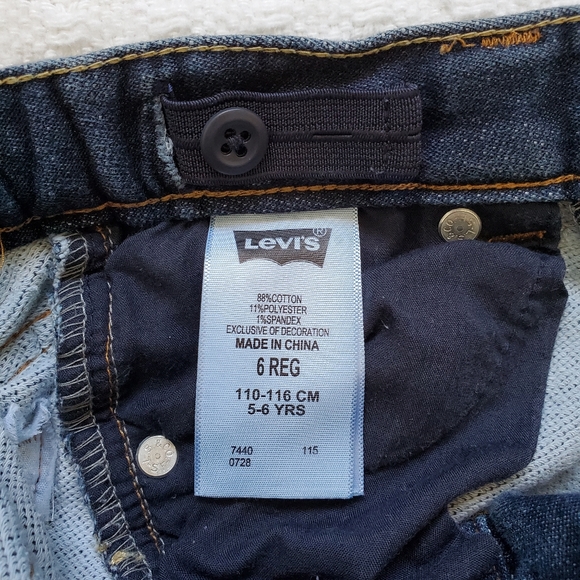 LEVI'S®
88%COTTON
11%POLYESTER
1%SPANDEX
EXCLUSIVE OF DECORATION
MADE IN CHINA
6 REG
110-116 CM
5-6 YRS
7440 115
0728